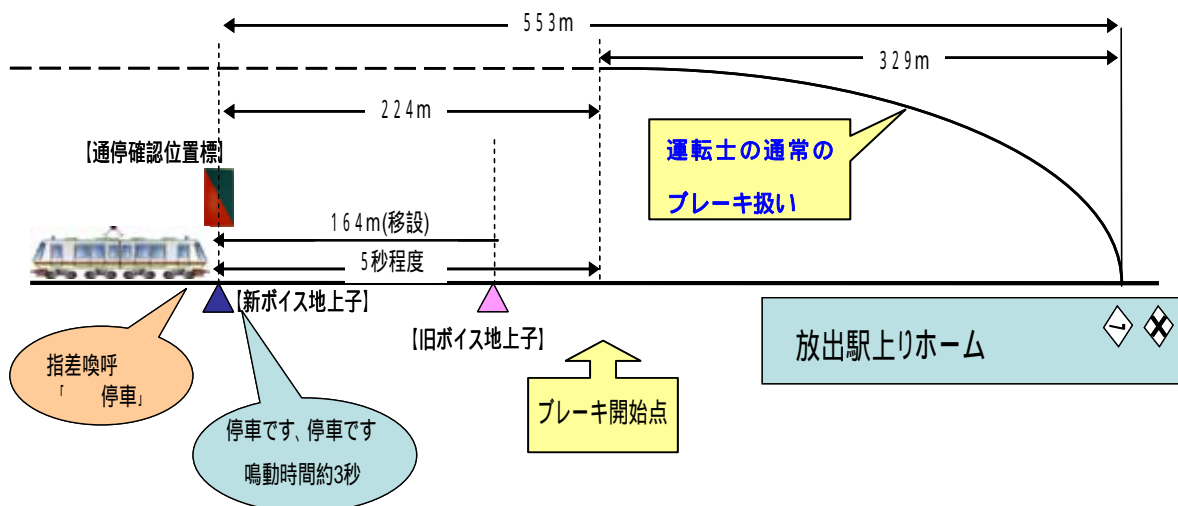 553m
329m
224m
【通停確認位置標】
運転士の通常の
ブレーキ扱い
164m(移設)
5秒程度
【新ボイス地上子】
【旧ボイス地上子】
指差喚呼
「　　停車」
停車です、停車です
鳴動時間約3秒
ブレーキ開始点
放出駅上りホーム
7
X